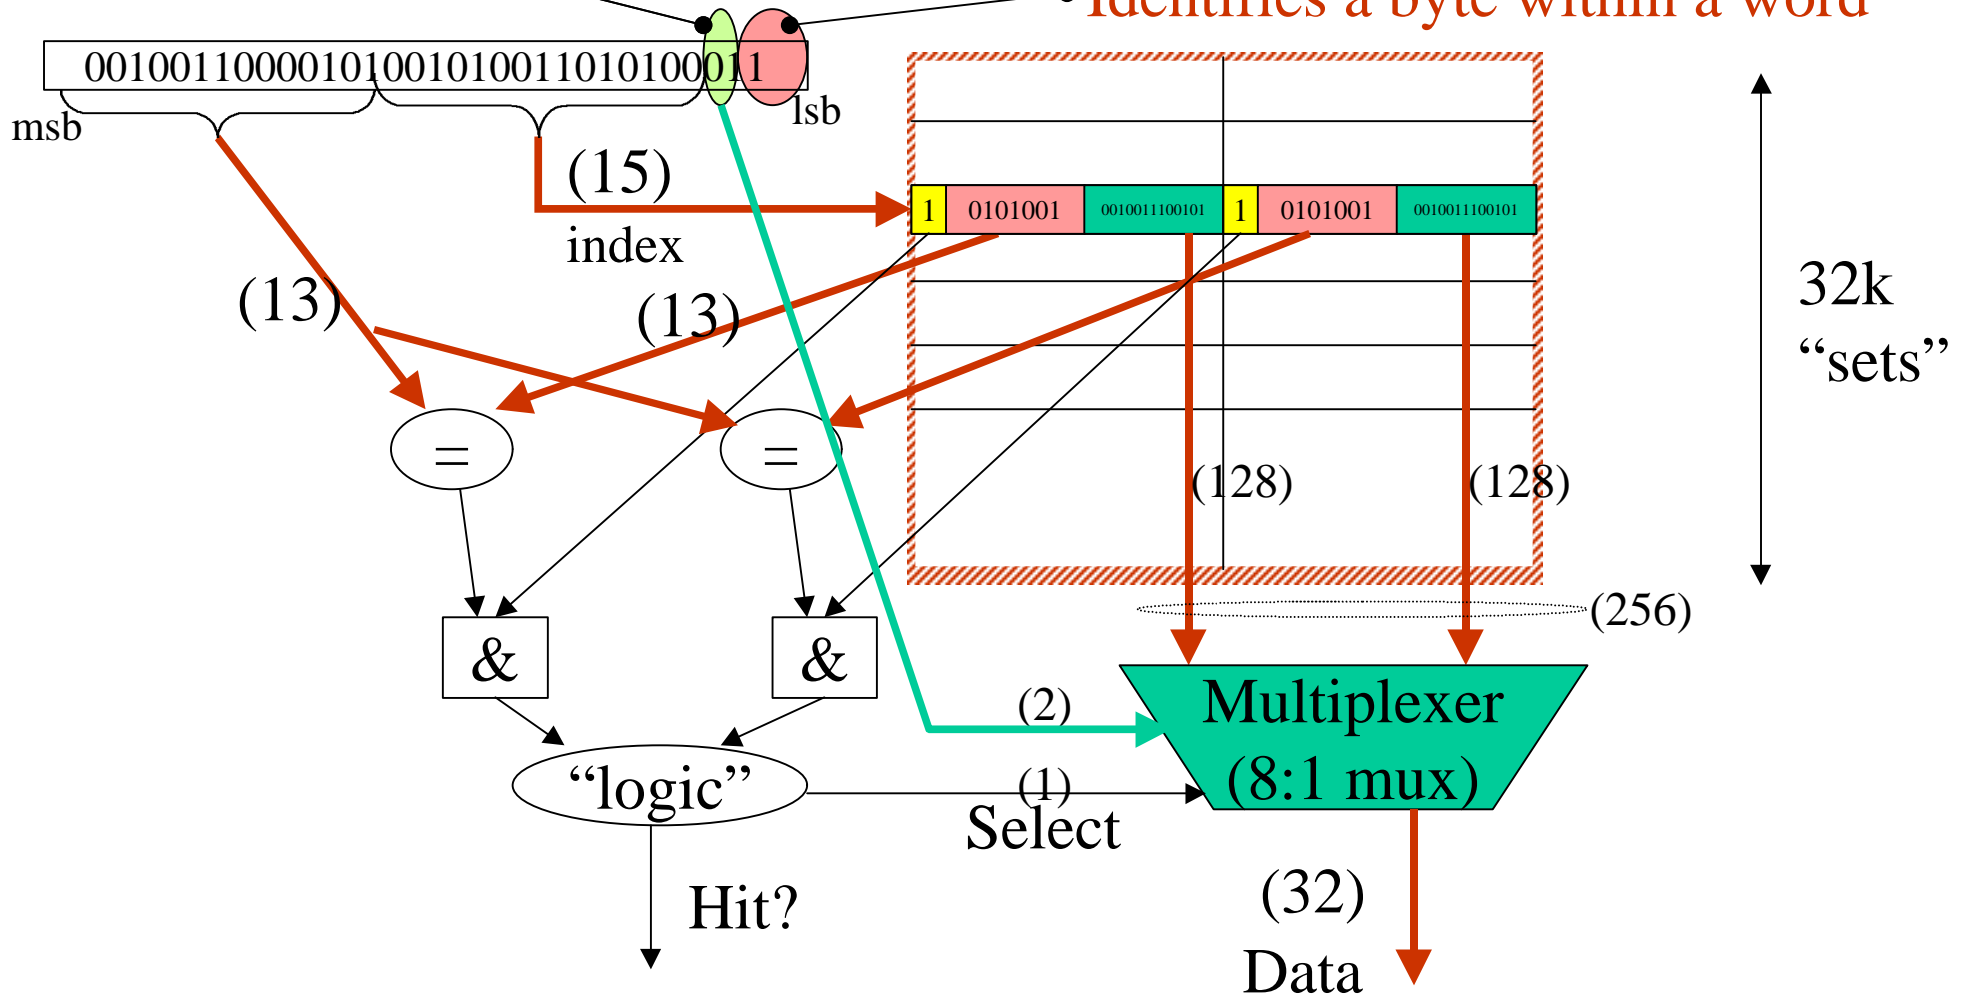 Identifies a byte within a word
00100110000101001010011010100011
msb
lsb
(15)
index
1 0101001 0010011100101 1 0101001 0010011100101
(13)
(13)
32k
“sets”
= =
(128) (128)
(256)
& &
(2)
Multiplexer
(8:1 mux)
“logic”
(1)
Select
Hit?
(32)
Data